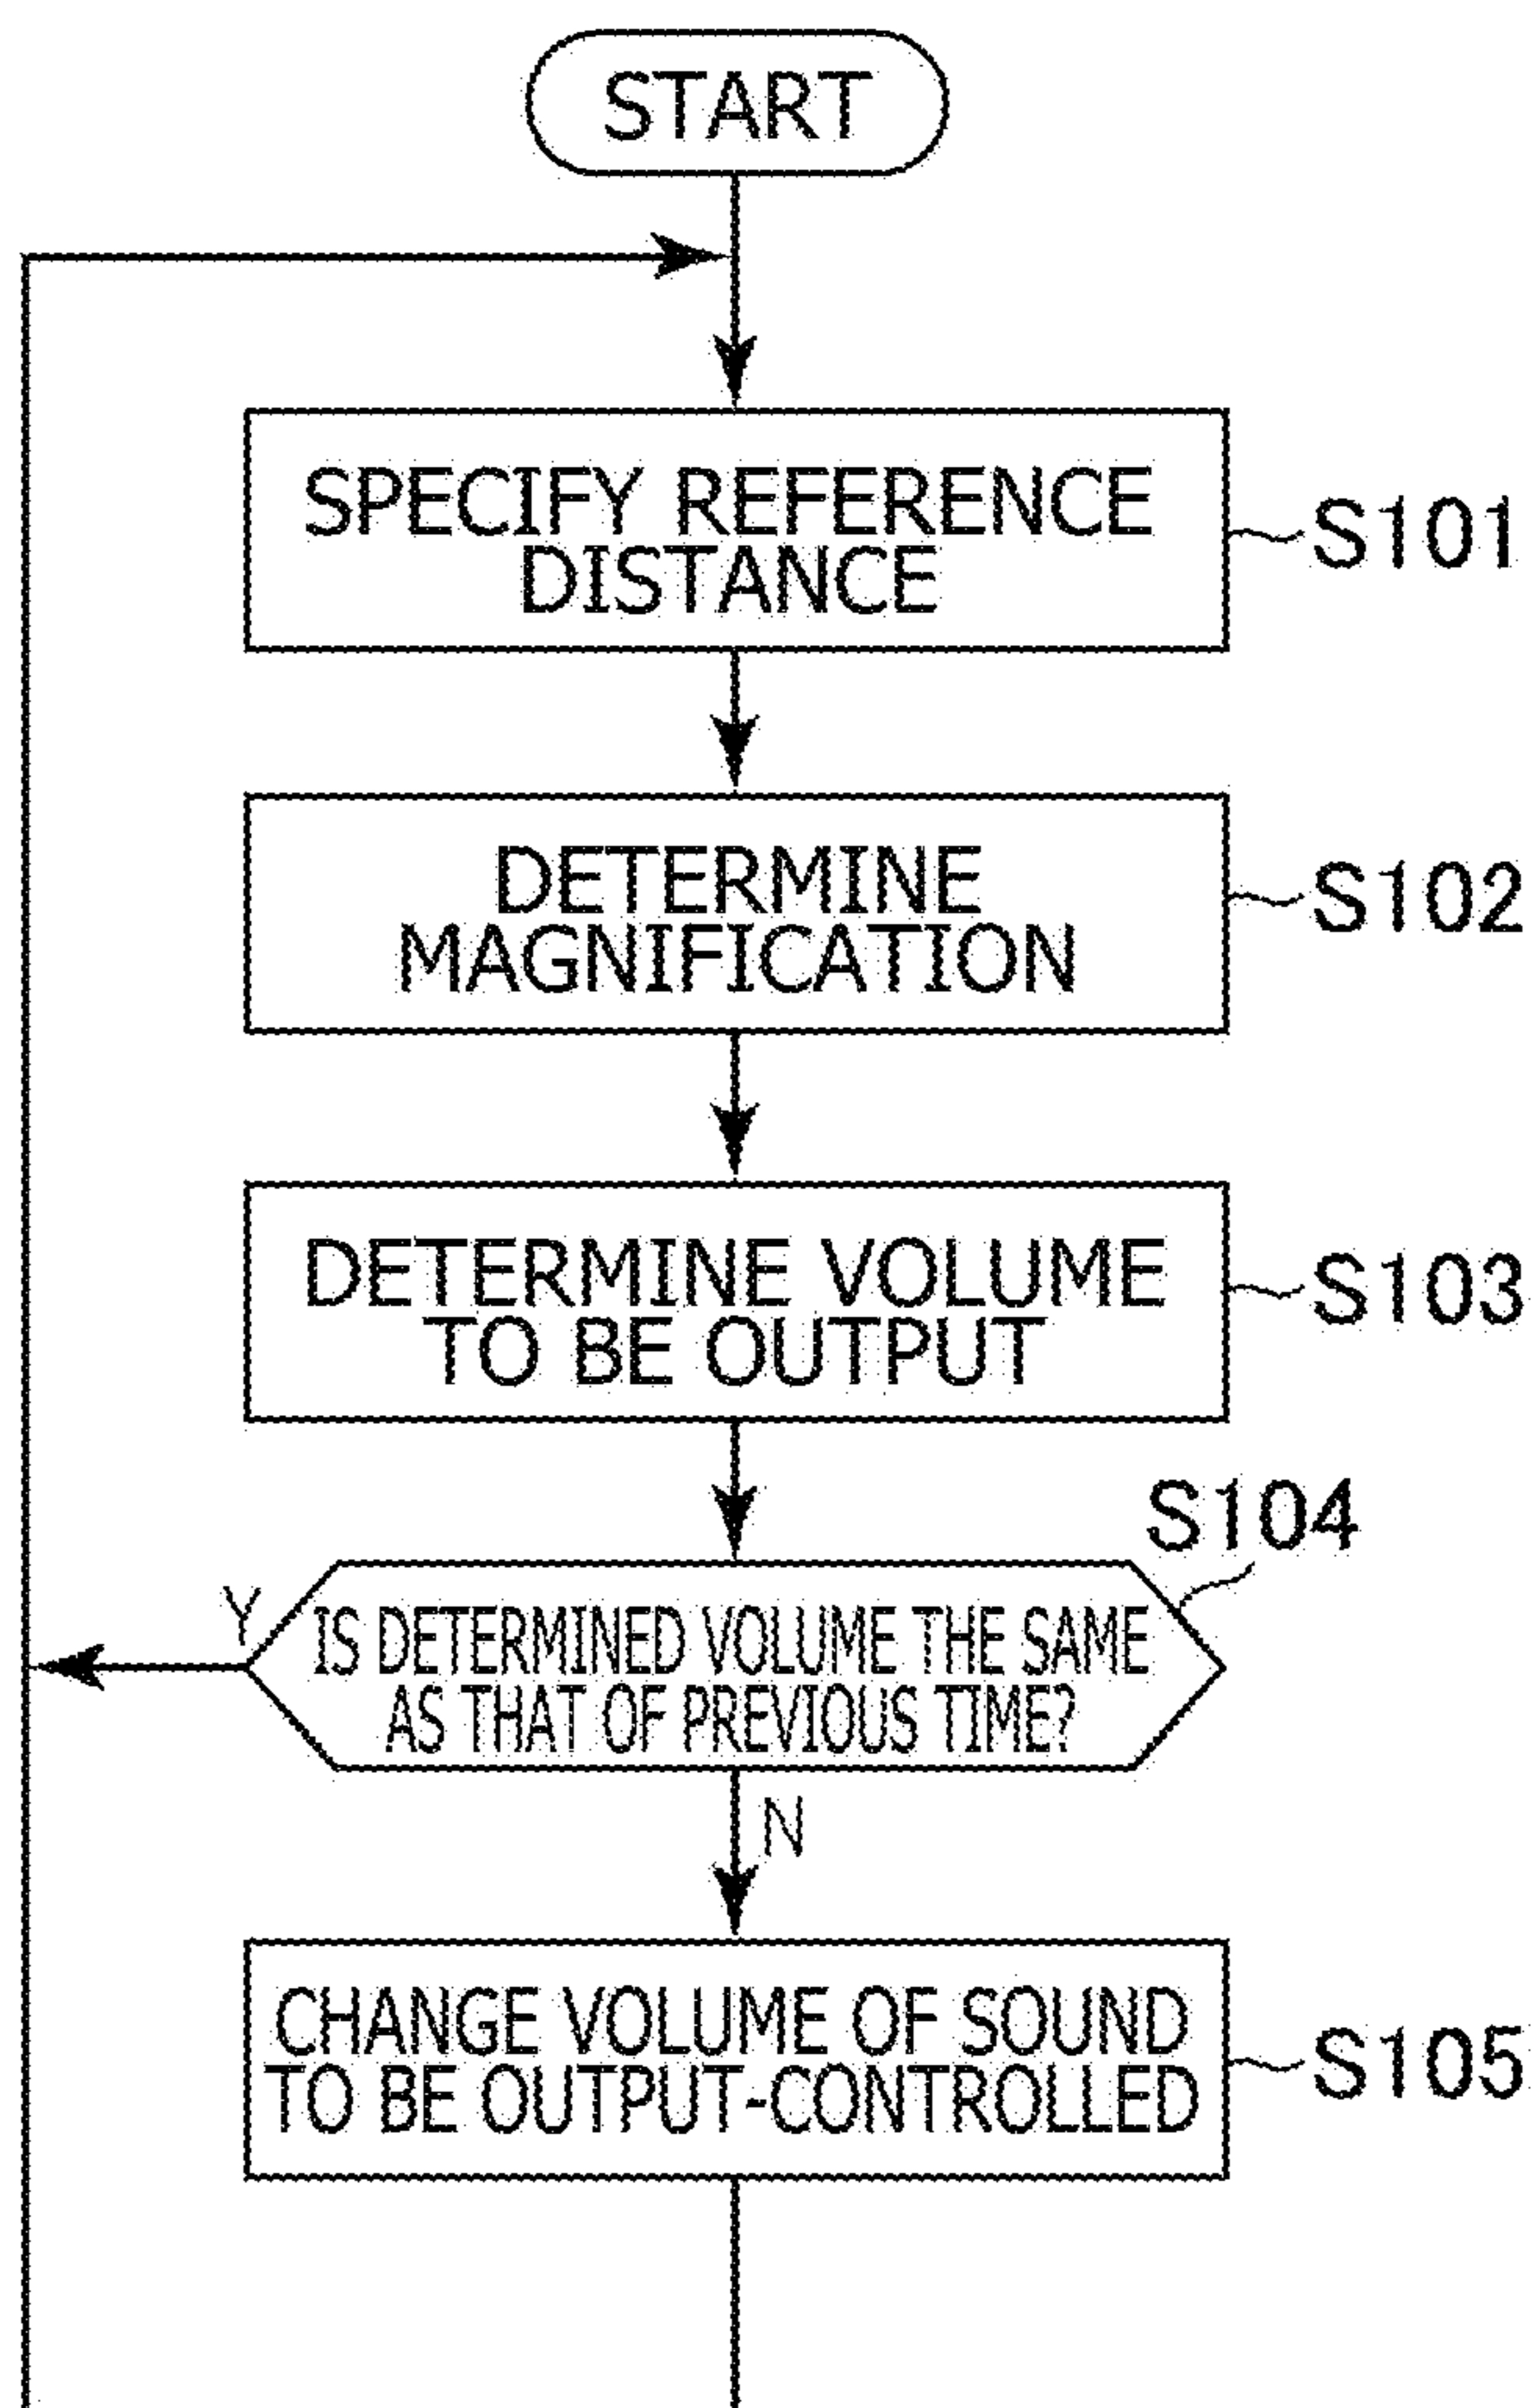 START
SPECIFY REFERENCE
DISTANCE
S101
DETERMINE
MAGNIFICATION
S102
DETERMINE VOLUME
TO BE OUTPUT
S103
S104
Y
IS DETERMINED VOLUME THE SAME
AS THAT OF PREVIOUS TIME?
N
CHANGE VOLUME OF SOUND
TO BE OUTPUT-CONTROLLED
S105